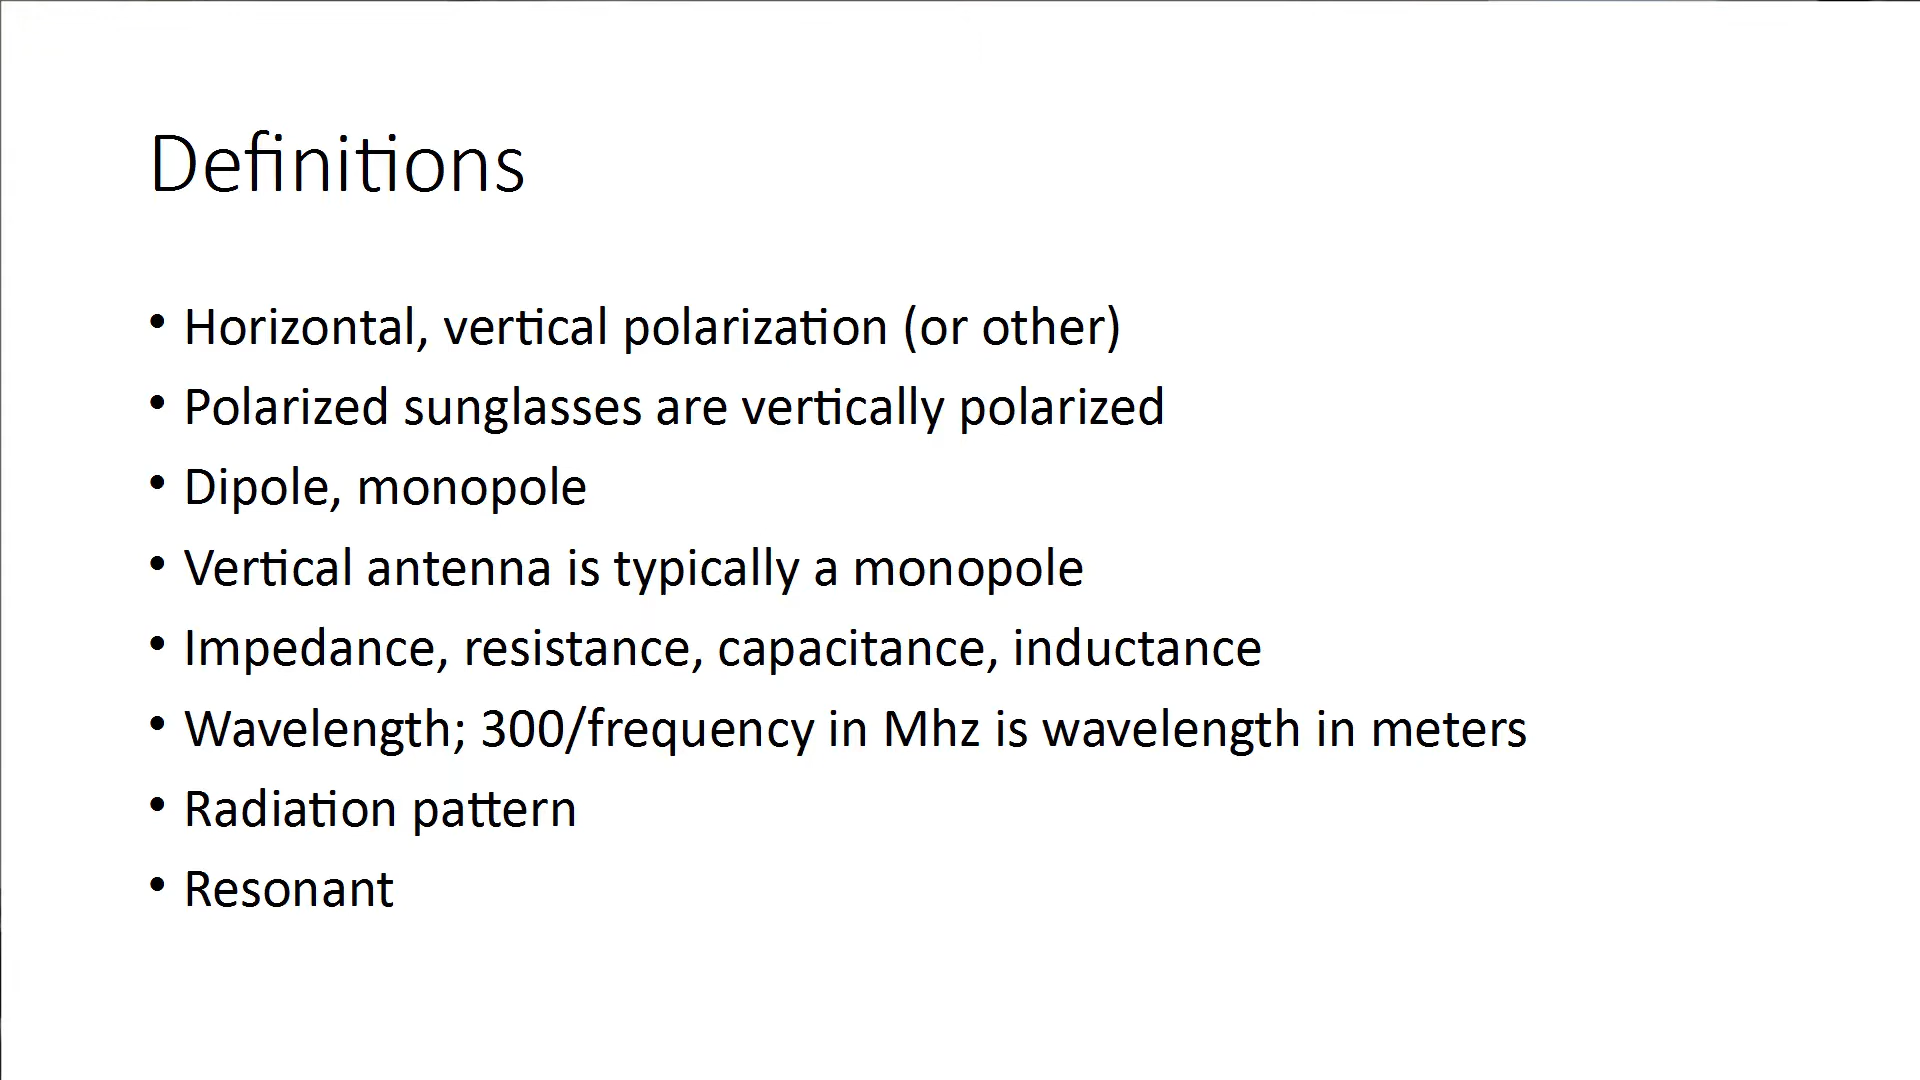 Definitions
• Horizontal, vertical polarization (or other)
• Polarized sunglasses are vertically polarized
• Dipole, monopole
• Vertical antenna is typically a monopole
• Impedance, resistance, capacitance, inductance
• Wavelength; 300/frequency in Mhz is wavelength in meters
• Radiation pattern
• Resonant